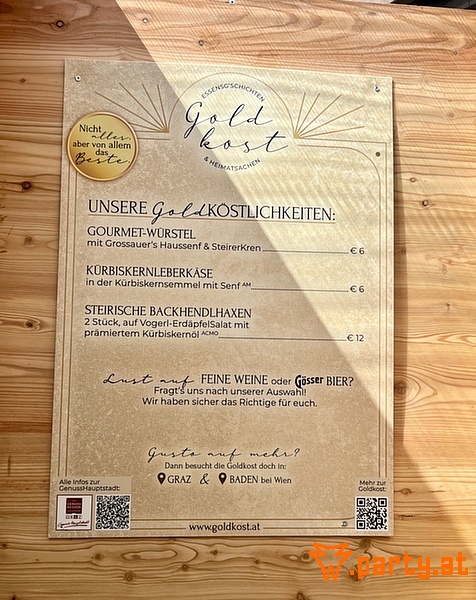 ESSENSG'SCHICHTEN
Gold
kost
& HEIMATSACHEN
Nicht
alles,
aber von allem
das
Beste.
UNSERE GoldKÖSTLICHKEITEN:
GOURMET-WÜRSTEL
mit Grossauer's Haussenf & SteirerKren € 6
KÜRBISKERNLEBERKÄSE
in der Kürbiskernsemmel mit Senf AM € 6
STEIRISCHE BACKHENDLHAXEN
2 Stück, auf Vogerl-ErdäpfelSalat mit
prämiertem Kürbiskernöl ACMO € 12
Lust auf FEINE WEINE oder Gösser BIER?
Fragt's uns nach unserer Auswahl!
Wir haben sicher das Richtige für euch.
Gusto auf mehr?
Dann besucht die Goldkost doch in:
GRAZ & BADEN bei Wien
Alle Infos zur
GenussHauptstadt:
Mehr zur
Goldkost:
www.goldkost.at
party.at